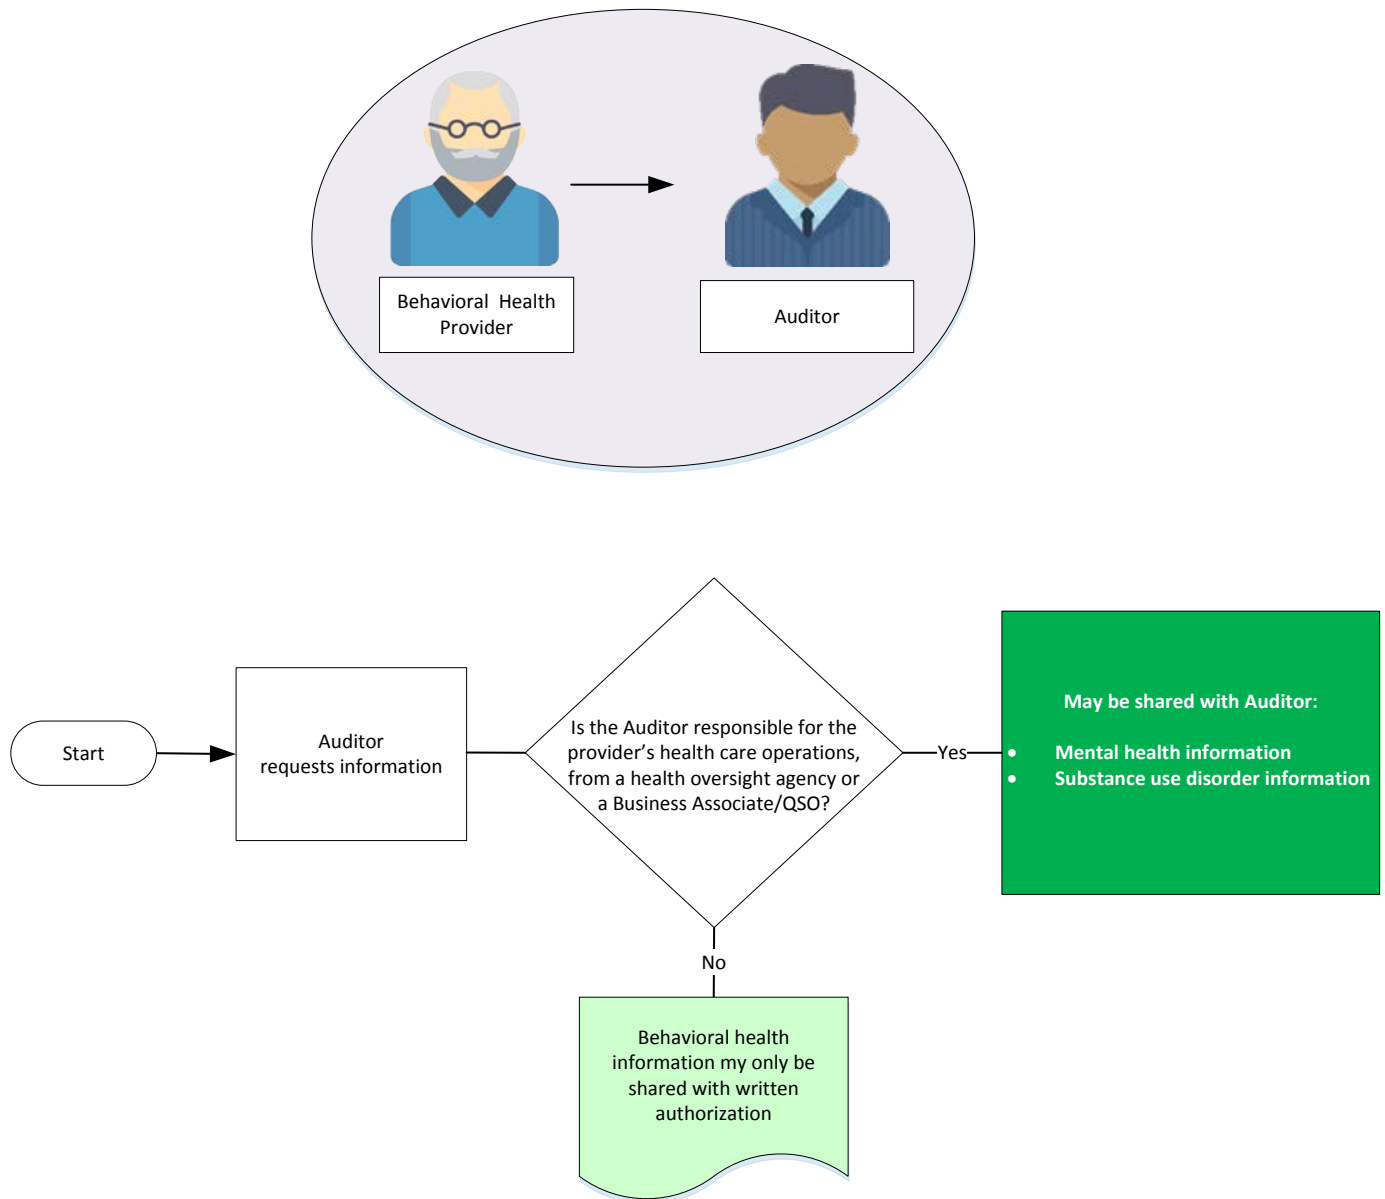 Behavioral Health
Provider
Auditor
Start
Auditor
requests information
Is the Auditor responsible for the
provider’s health care operations,
from a health oversight agency or
a Business Associate/QSO?
Yes
May be shared with Auditor:
• Mental health information
• Substance use disorder information
No
Behavioral health
information my only be
shared with written
authorization